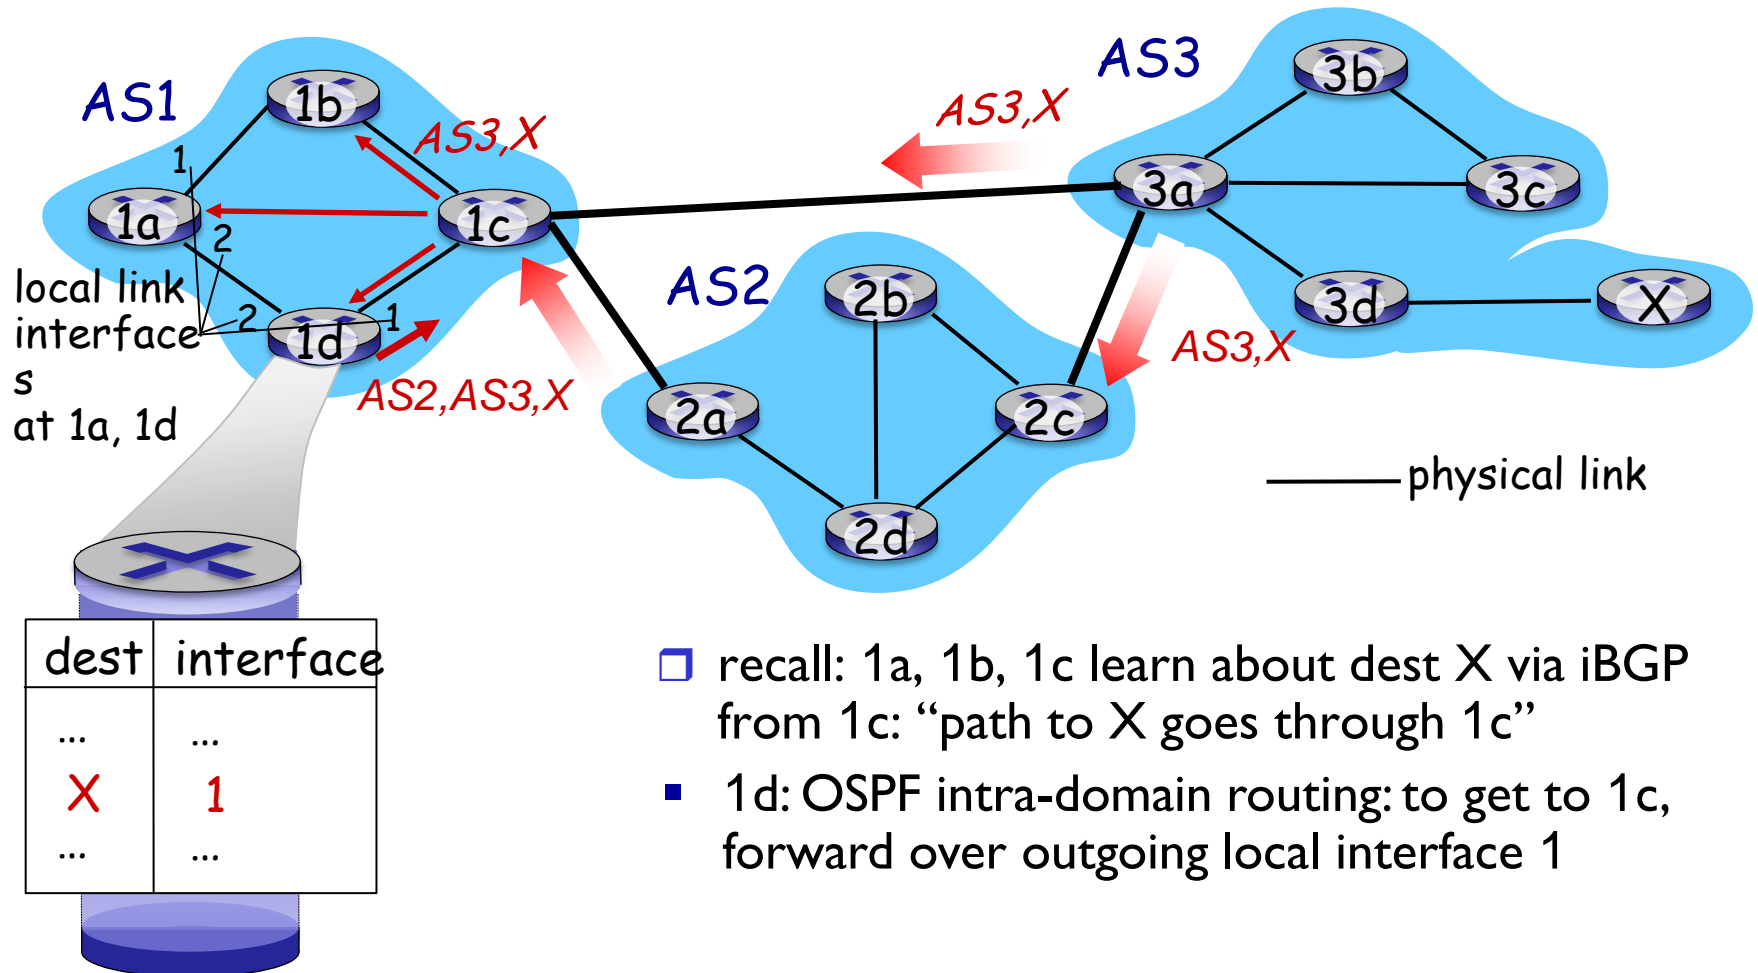 AS1
1b
AS3,X
1
1a
1c
2
local link
interface
s
at 1a, 1d
2
1
1d
AS2,AS3,X
AS3,X
AS3
3b
3a
3c
3d
X
AS3,X
AS2
2b
2a
2c
2d
physical link
dest interface
... ...
X 1
... ...
recall: 1a, 1b, 1c learn about dest X via iBGP
from 1c: “path to X goes through 1c”
1d: OSPF intra-domain routing: to get to 1c,
forward over outgoing local interface 1